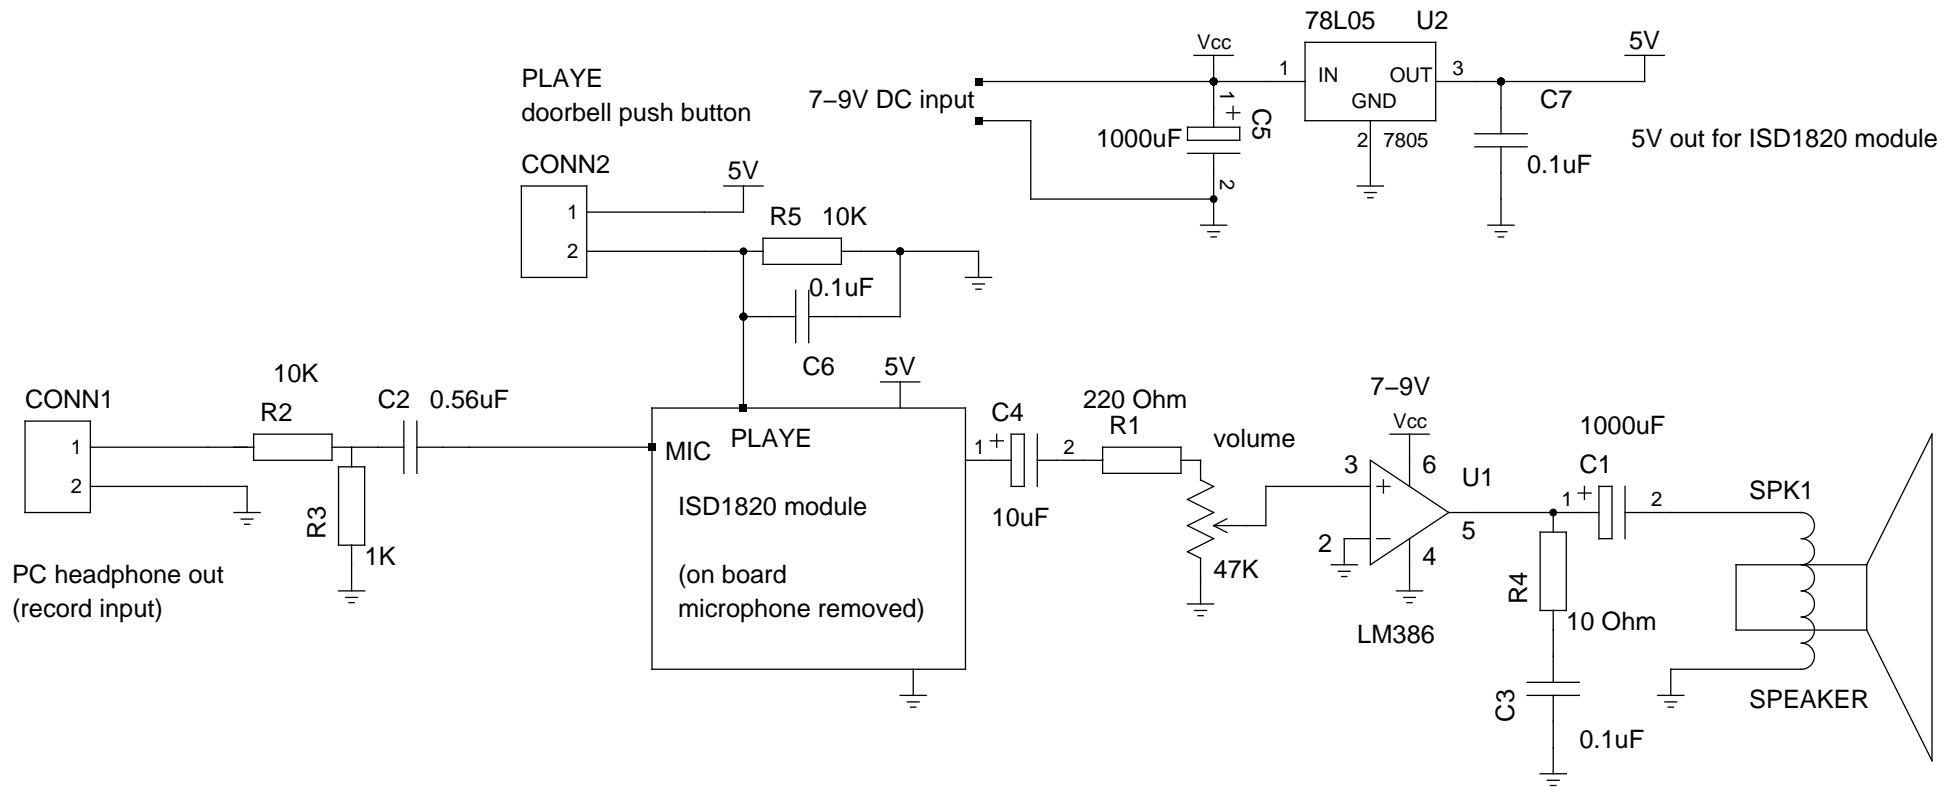 78L05 U2
Vcc
5V
PLAYE
doorbell push button
7–9V DC input
1
IN OUT
3
GND
1
+
C5
1000uF
2
2
7805
C7
0.1uF
5V out for ISD1820 module
CONN2
1
2
5V
R5 10K
0.1uF
C6
5V
CONN1
1
2
10K
R2
C2 0.56uF
R3
1K
PC headphone out
(record input)
MIC
PLAYE
ISD1820 module
(on board
microphone removed)
C4
1 +
2
10uF
220 Ohm
R1
volume
47K
7–9V
Vcc
3
6
+
–
2
4
5
U1
LM386
1000uF
C1
1 +
2
R4
10 Ohm
C3
0.1uF
SPK1
SPEAKER